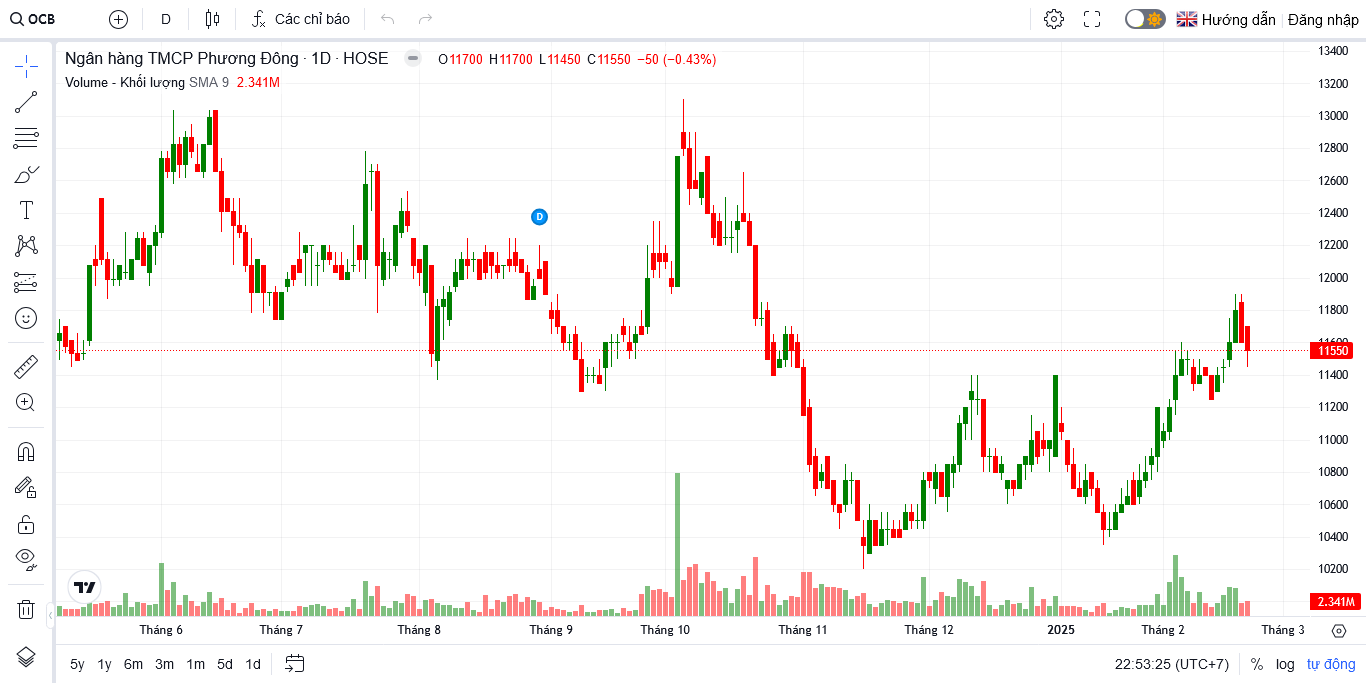 OCB D Các chỉ báo Hướng dẫn Đăng nhập
Ngân hàng TMCP Phương Đông · 1D · HOSE O11700 H11700 L11450 C11550 −50 (−0.43%)
Volume - Khối lượng SMA 9 2.341M
D
13400
13200
13000
12800
12600
12400
12200
12000
11800
11600
11550
11400
11200
11000
10800
10600
10400
10200
2.341M
Tháng 6 Tháng 7 Tháng 8 Tháng 9 Tháng 10 Tháng 11 Tháng 12 2025 Tháng 2 Tháng 3
5y 1y 6m 3m 1m 5d 1d 22:53:25 (UTC+7) % log tự động